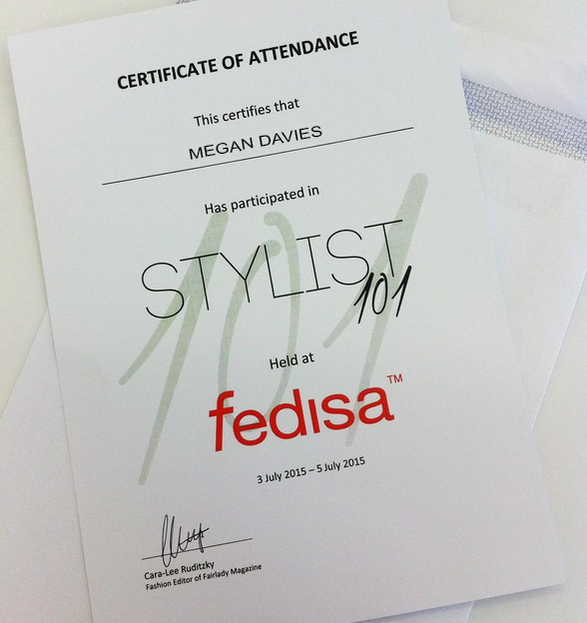 CERTIFICATE OF ATTENDANCE
This certifies that
MEGAN DAVIES
Has participated in
STYLIST
101
Held at
fedisa™
3 July 2015 – 5 July 2015
Cara-Lee Ruditzky
Fashion Editor of Fairlady Magazine